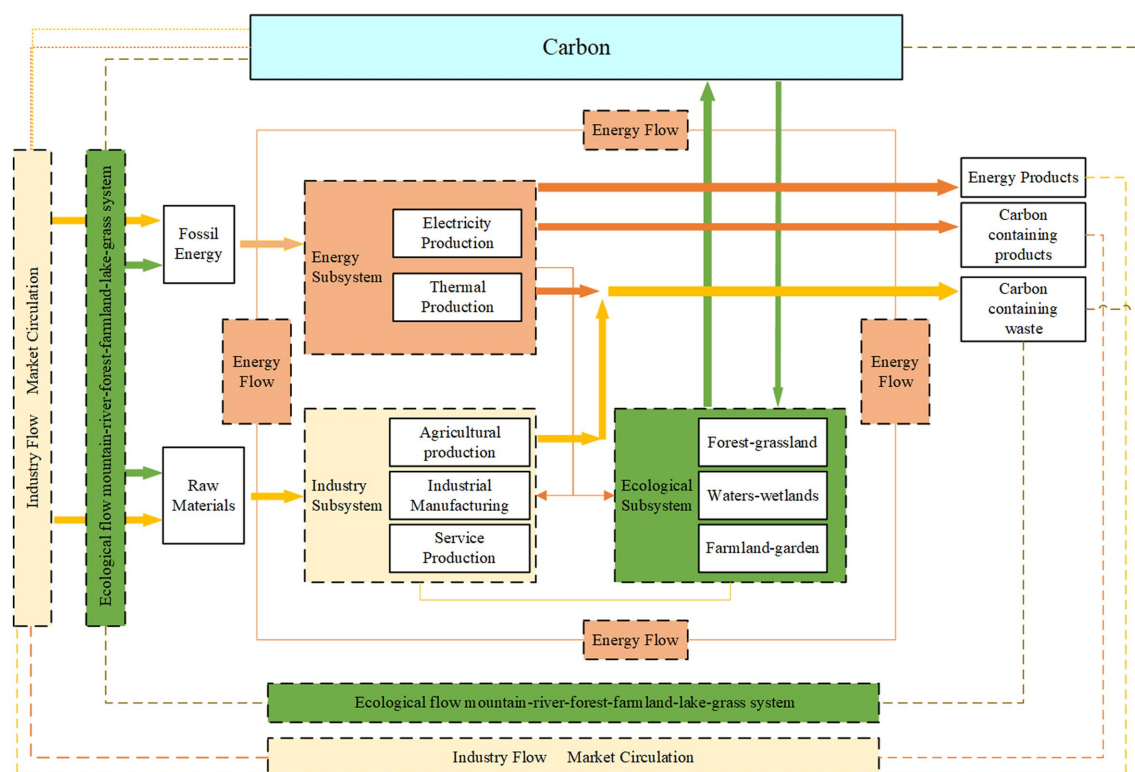 Carbon
Energy Flow
Industry Flow   Market Circulation
Ecological flow mountain-river-forest-farmland-lake-grass system
Fossil
Energy
Energy
Subsystem
Electricity
Production
Thermal
Production
Energy Products
Carbon
containing
products
Carbon
containing
waste
Energy
Flow
Energy
Flow
Raw
Materials
Industry
Subsystem
Agricultural
production
Industrial
Manufacturing
Service
Production
Ecological
Subsystem
Forest-grassland
Waters-wetlands
Farmland-garden
Energy Flow
Ecological flow mountain-river-forest-farmland-lake-grass system
Industry Flow   Market Circulation